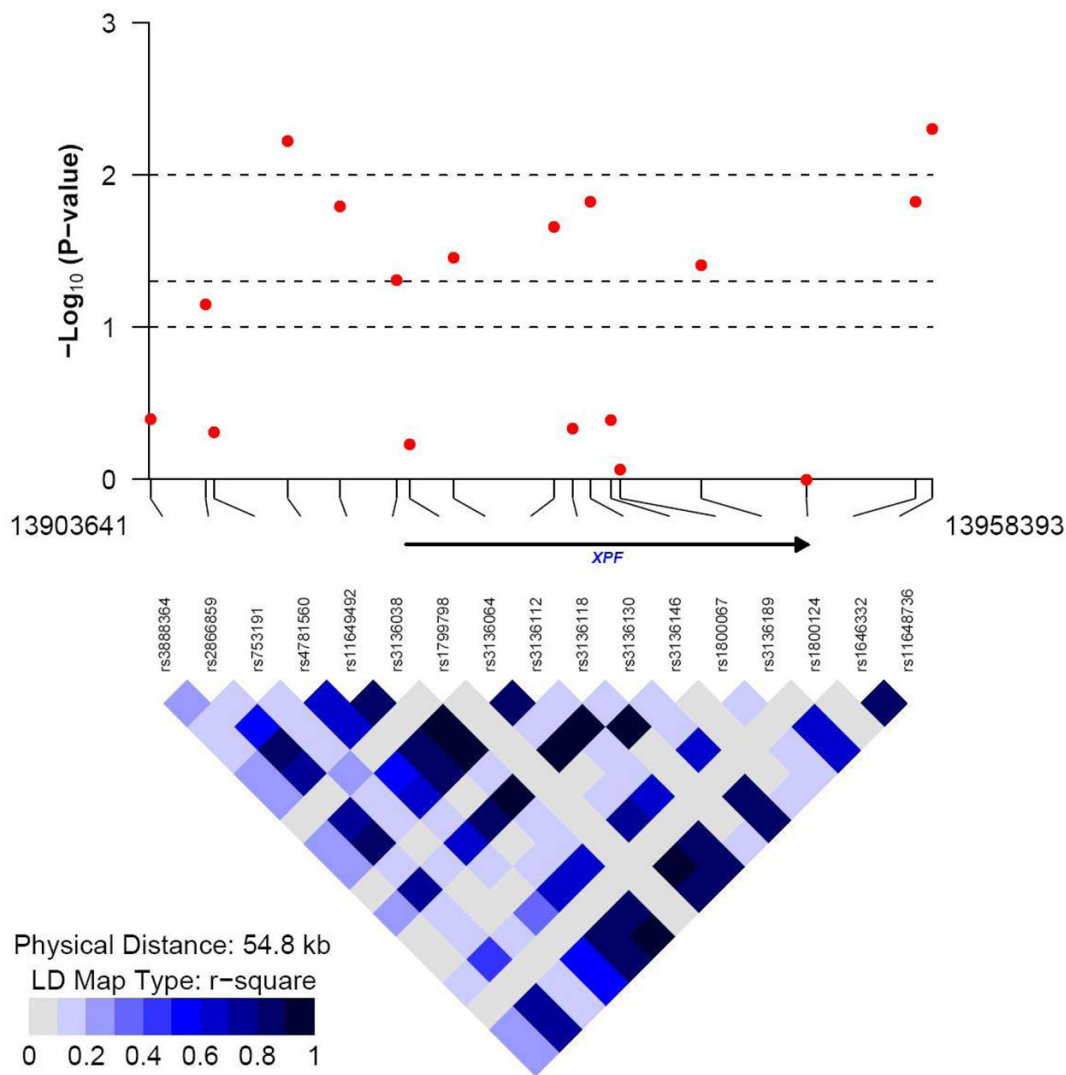 3
2
1
0
−Log10 (P−value)
13903641
13958393
XPF
rs3888364
rs2866859
rs753191
rs4781560
rs11649492
rs3136038
rs1799798
rs3136064
rs3136112
rs3136118
rs3136130
rs3136146
rs1800067
rs3136189
rs1800124
rs1646332
rs11648736
Physical Distance: 54.8 kb
LD Map Type: r−square
0 0.2 0.4 0.6 0.8 1